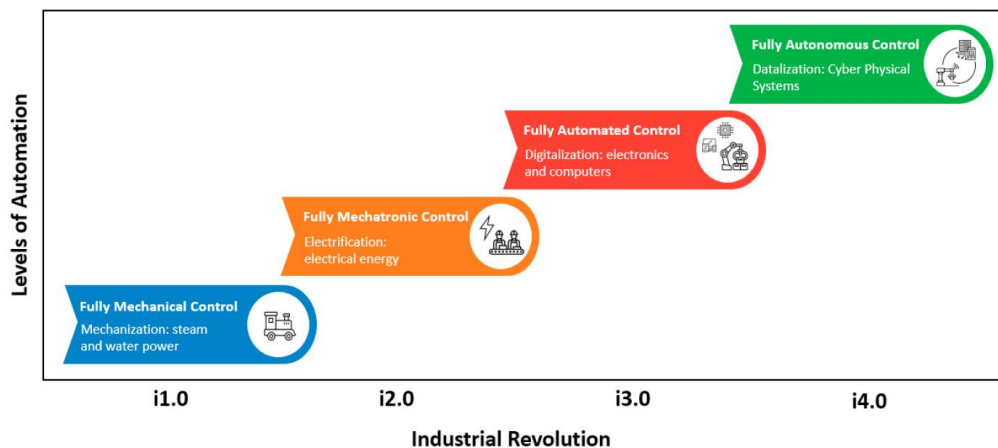 Levels of Automation
Fully Autonomous Control
Datalization: Cyber Physical
Systems
Fully Automated Control
Digitalization: electronics
and computers
Fully Mechatronic Control
Electrification:
electrical energy
Fully Mechanical Control
Mechanization: steam
and water power
i1.0
i2.0
i3.0
i4.0
Industrial Revolution